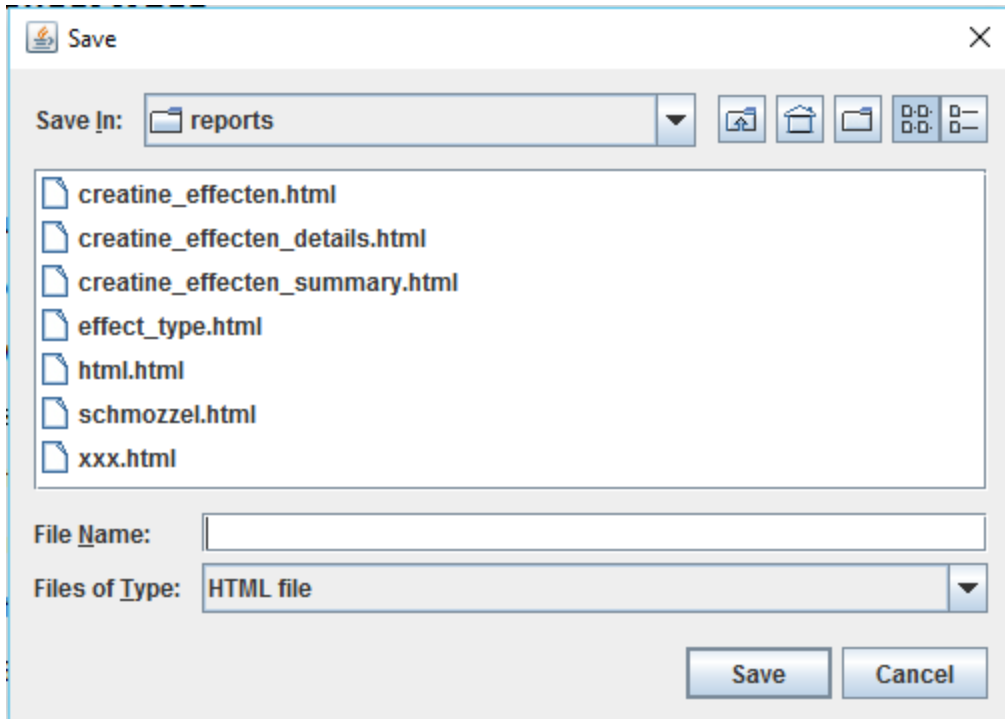 Save
Save In: reports
creatine_effecten.html
creatine_effecten_details.html
creatine_effecten_summary.html
effect_type.html
html.html
schmozzel.html
xxx.html
File Name:
Files of Type: HTML file
Save Cancel